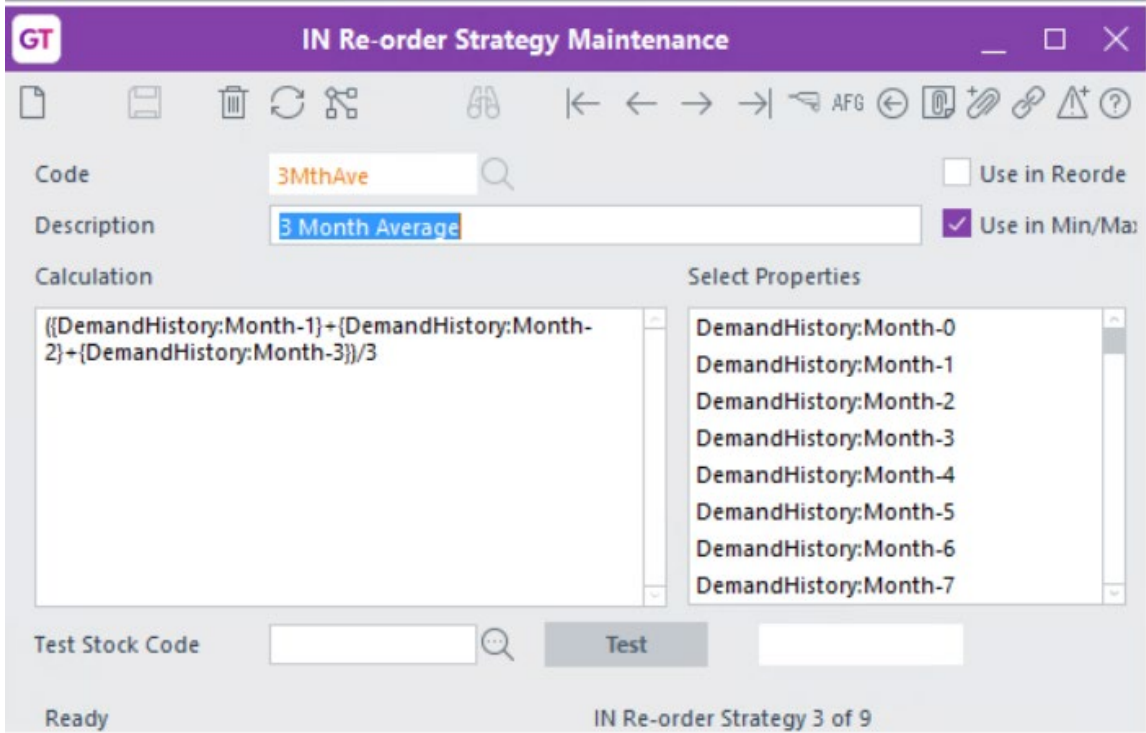 GT
IN Re-order Strategy Maintenance
AFG
Code
3MthAve
Use in Reorde
Description
3 Month Average
Use in Min/Max
Calculation
Select Properties
({DemandHistory:Month-1}+{DemandHistory:Month-
2}+{DemandHistory:Month-3})/3
DemandHistory:Month-0
DemandHistory:Month-1
DemandHistory:Month-2
DemandHistory:Month-3
DemandHistory:Month-4
DemandHistory:Month-5
DemandHistory:Month-6
DemandHistory:Month-7
Test Stock Code
Test
Ready
IN Re-order Strategy 3 of 9